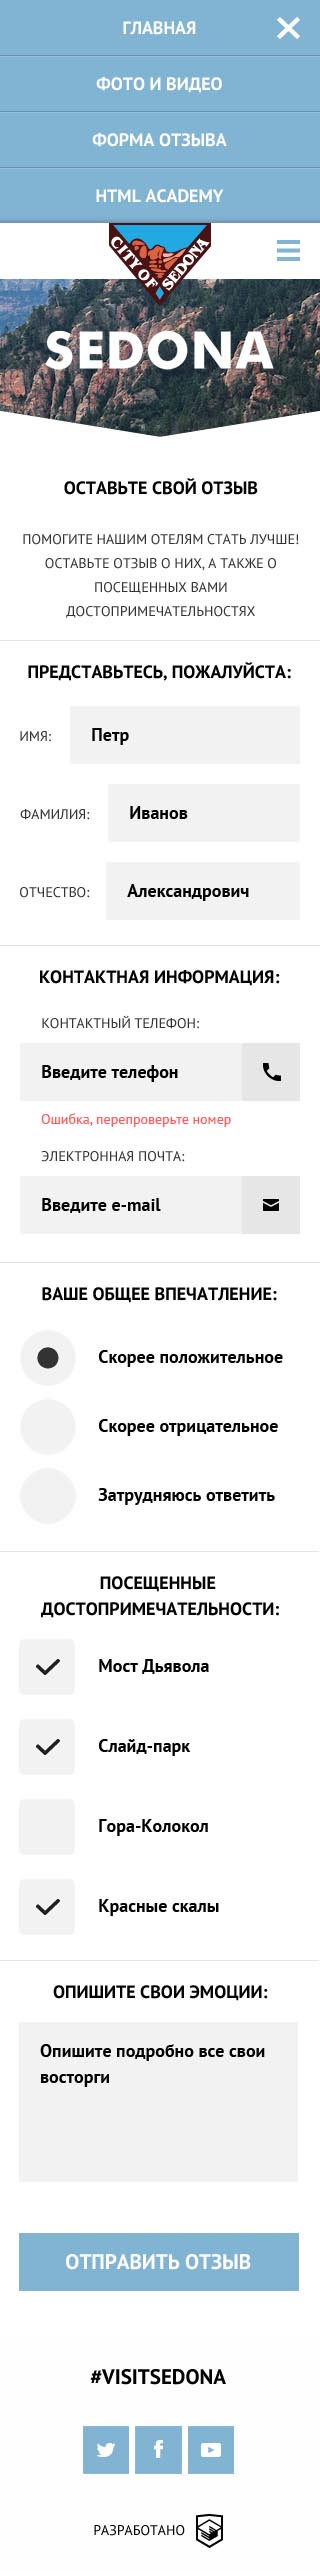 ГЛАВНАЯ
ФОТО И ВИДЕО
ФОРМА ОТЗЫВА
HTML ACADEMY
CITY OF SEDONA
SEDONA
ОСТАВЬТЕ СВОЙ ОТЗЫВ
ПОМОГИТЕ НАШИМ ОТЕЛЯМ СТАТЬ ЛУЧШЕ!
ОСТАВЬТЕ ОТЗЫВ О НИХ, А ТАКЖЕ О
ПОСЕЩЕННЫХ ВАМИ
ДОСТОПРИМЕЧАТЕЛЬНОСТЯХ
ПРЕДСТАВЬТЕСЬ, ПОЖАЛУЙСТА:
ИМЯ: Петр
ФАМИЛИЯ: Иванов
ОТЧЕСТВО: Александрович
КОНТАКТНАЯ ИНФОРМАЦИЯ:
КОНТАКТНЫЙ ТЕЛЕФОН:
Введите телефон
Ошибка, перепроверьте номер
ЭЛЕКТРОННАЯ ПОЧТА:
Введите e-mail
ВАШЕ ОБЩЕЕ ВПЕЧАТЛЕНИЕ:
Скорее положительное
Скорее отрицательное
Затрудняюсь ответить
ПОСЕЩЕННЫЕ
ДОСТОПРИМЕЧАТЕЛЬНОСТИ:
Мост Дьявола
Слайд-парк
Гора-Колокол
Красные скалы
ОПИШИТЕ СВОИ ЭМОЦИИ:
Опишите подробно все свои
восторги
ОТПРАВИТЬ ОТЗЫВ
#VISITSEDONA
РАЗРАБОТАНО